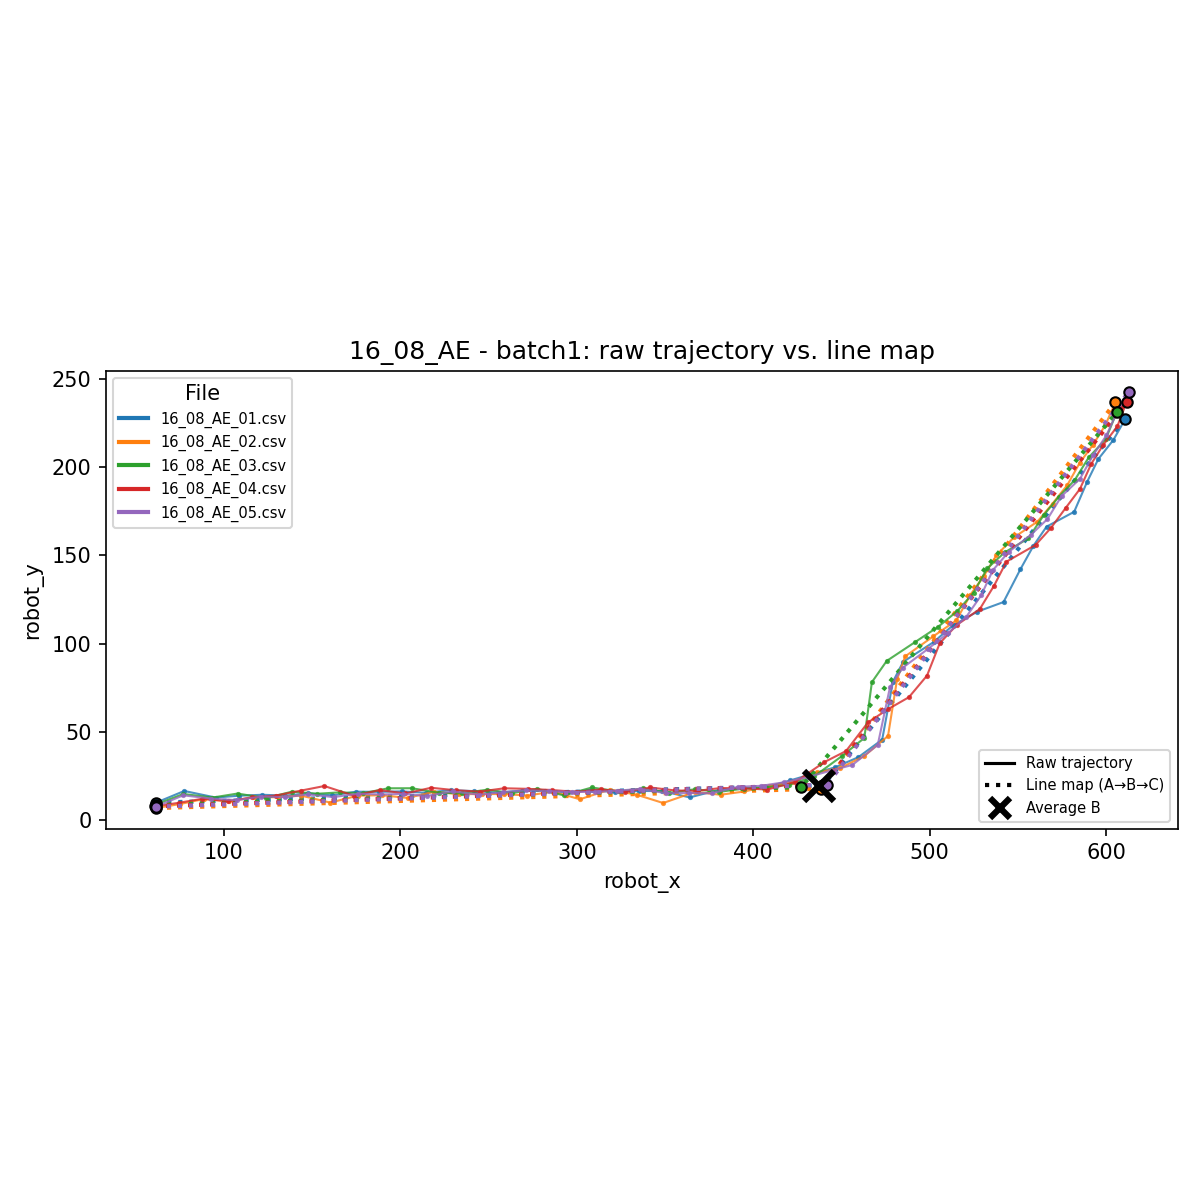 16_08_AE - batch1: raw trajectory vs. line map
250
200
150
100
50
0
robot_y
File
16_08_AE_01.csv
16_08_AE_02.csv
16_08_AE_03.csv
16_08_AE_04.csv
16_08_AE_05.csv
Raw trajectory
Line map (A→B→C)
Average B
100 200 300 400 500 600
robot_x